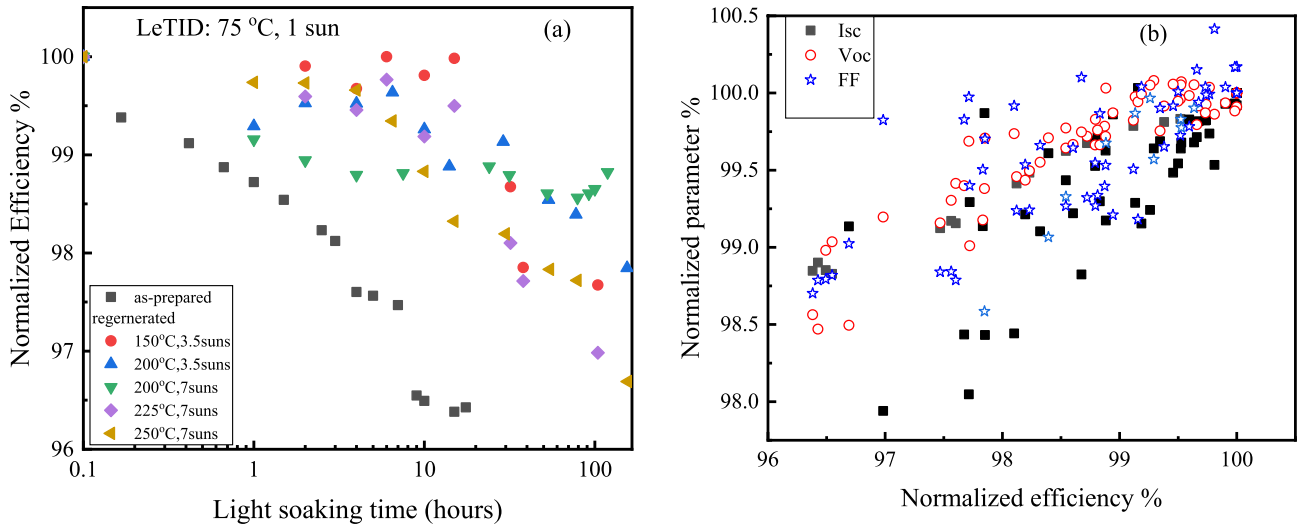 LeTID: 75 °C, 1 sun
(a)
Normalized Efficiency %
100
99
98
97
96
as-prepared
regernerated
150°C,3.5suns
200°C,3.5suns
200°C,7suns
225°C,7suns
250°C,7suns
0.1
1
10
100
Light soaking time (hours)
(b)
Isc
Voc
FF
Normalized parameter %
100.5
100.0
99.5
99.0
98.5
98.0
96
97
98
99
100
Normalized efficiency %